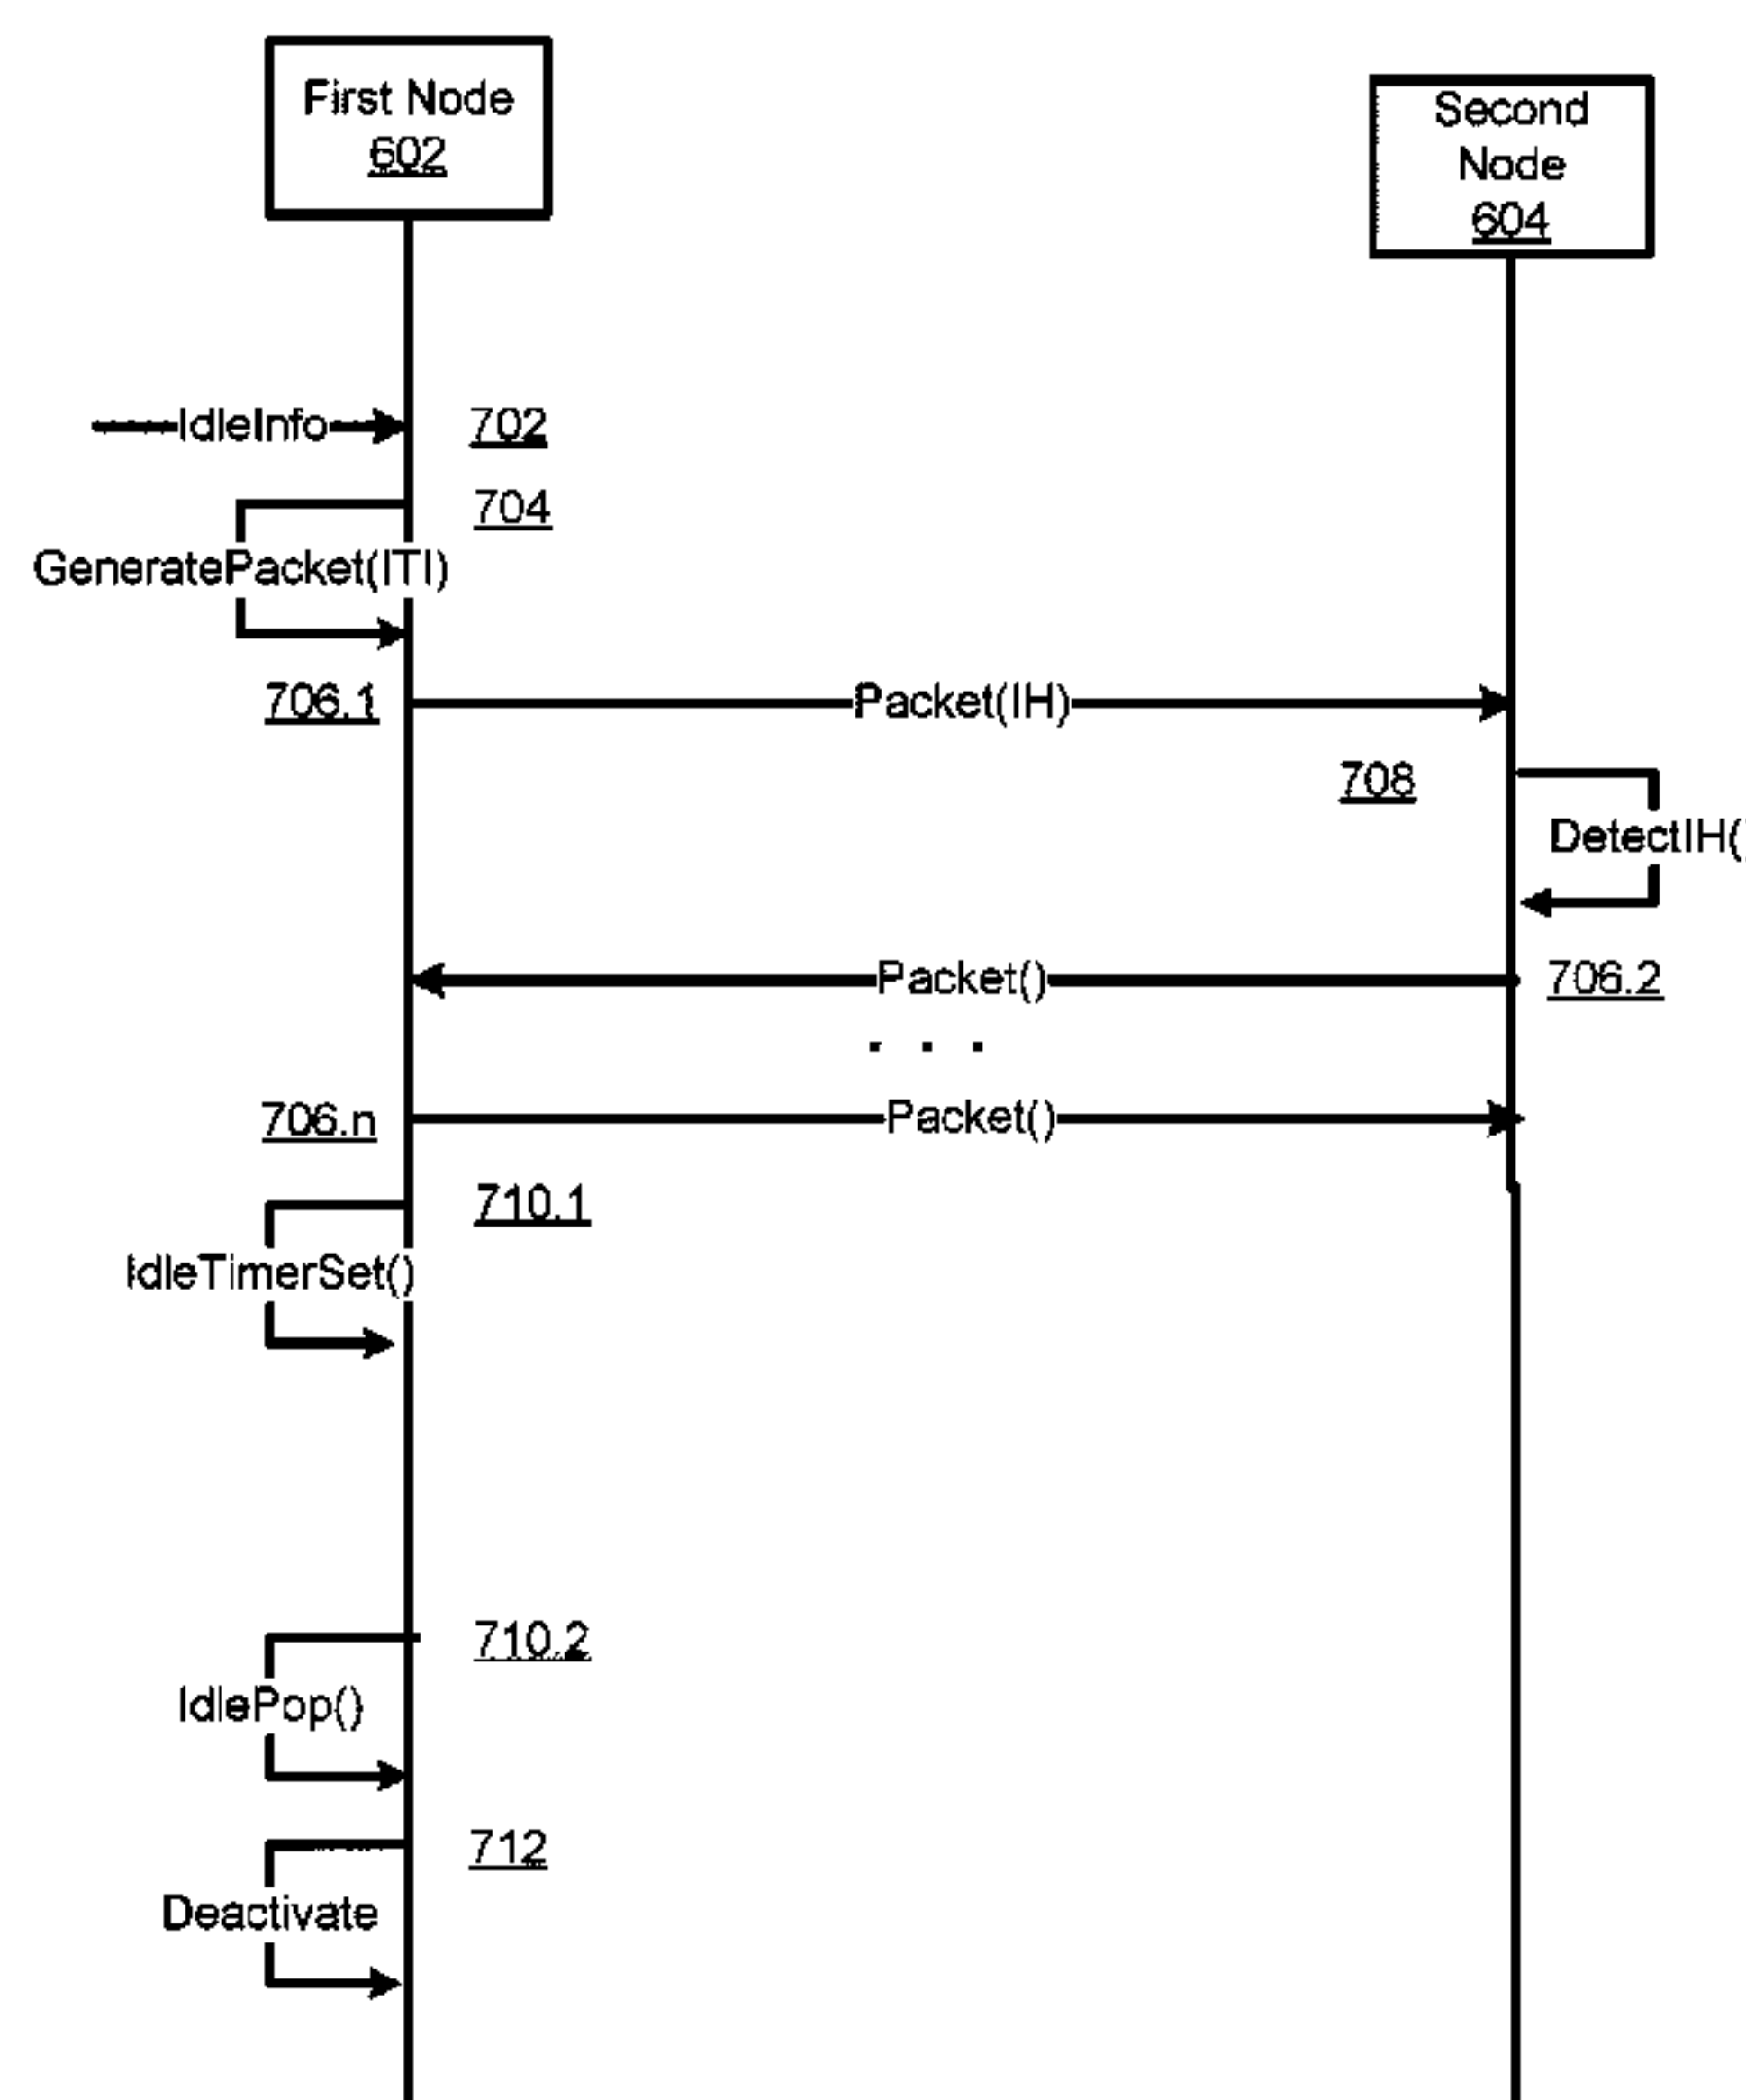 First Node
602
Second
Node
604
IdleInfo
702
704
GeneratePacket(ITI)
706.1
Packet(IH)
708
DetectIH(
Packet()
706.2
. . .
706.n
Packet()
710.1
IdleTimerSet()
710.2
IdlePop()
712
Deactivate